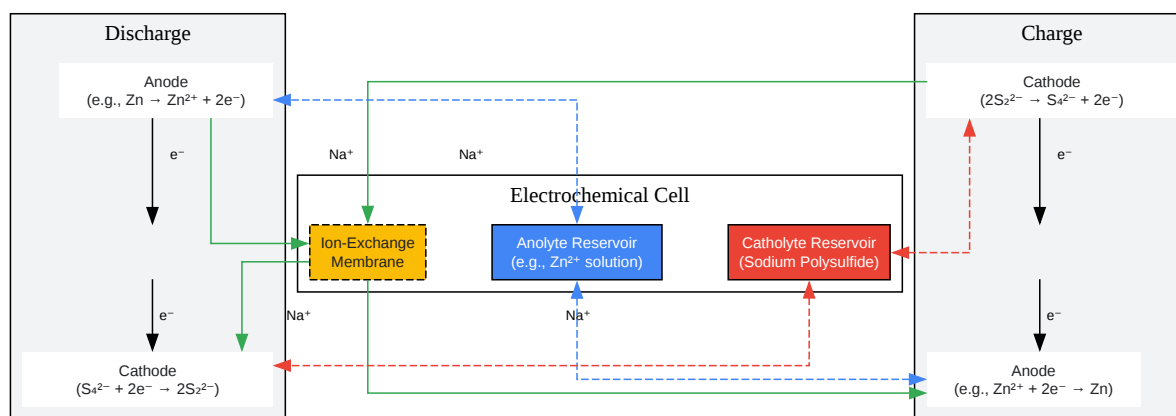 Discharge
Charge
Anode
(e.g., Zn → Zn²⁺ + 2e⁻)
Cathode
(2S₂²⁻ → S₄²⁻ + 2e⁻)
e⁻
Na⁺
Na⁺
e⁻
Electrochemical Cell
Ion-Exchange
Membrane
Anolyte Reservoir
(e.g., Zn²⁺ solution)
Catholyte Reservoir
(Sodium Polysulfide)
e⁻
Na⁺
Na⁺
e⁻
Cathode
(S₄²⁻ + 2e⁻ → 2S₂²⁻)
Anode
(e.g., Zn²⁺ + 2e⁻ → Zn)